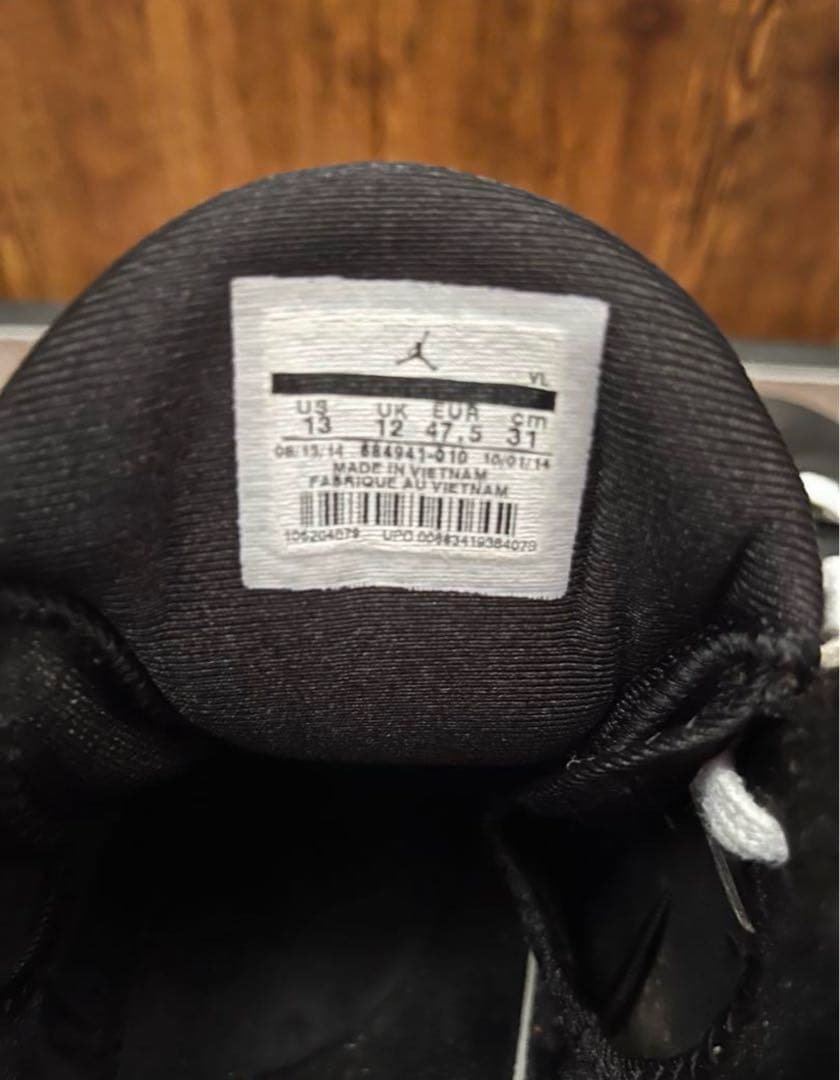 VL
US UK EUR cm
13 12 47.5 31
08/13/14 684941-010 10/01/14
MADE IN VIETNAM
FABRIQUE AU VIETNAM
UPC: